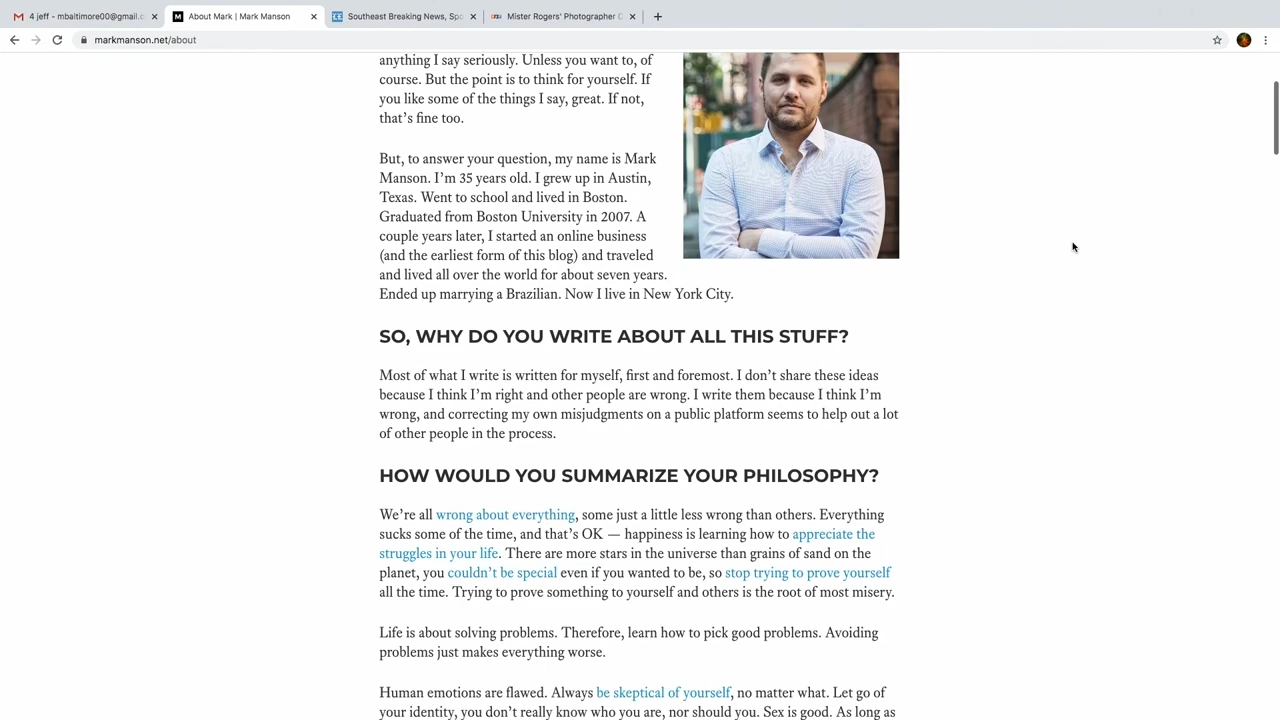 4 jeff - mbaltimore00@gmail.c
About Mark | Mark Manson
Southeast Breaking News, Spo
Mister Rogers' Photographer C
markmanson.net/about
anything I say seriously. Unless you want to, of
course. But the point is to think for yourself. If
you like some of the things I say, great. If not,
that's fine too.
But, to answer your question, my name is Mark
Manson. I'm 35 years old. I grew up in Austin,
Texas. Went to school and lived in Boston.
Graduated from Boston University in 2007. A
couple years later, I started an online business
(and the earliest form of this blog) and traveled
and lived all over the world for about seven years.
Ended up marrying a Brazilian. Now I live in New York City.
SO, WHY DO YOU WRITE ABOUT ALL THIS STUFF?
Most of what I write is written for myself, first and foremost. I don't share these ideas
because I think I'm right and other people are wrong. I write them because I think I'm
wrong, and correcting my own misjudgments on a public platform seems to help out a lot
of other people in the process.
HOW WOULD YOU SUMMARIZE YOUR PHILOSOPHY?
We're all wrong about everything, some just a little less wrong than others. Everything
sucks some of the time, and that's OK — happiness is learning how to appreciate the
struggles in your life. There are more stars in the universe than grains of sand on the
planet, you couldn't be special even if you wanted to be, so stop trying to prove yourself
all the time. Trying to prove something to yourself and others is the root of most misery.
Life is about solving problems. Therefore, learn how to pick good problems. Avoiding
problems just makes everything worse.
Human emotions are flawed. Always be skeptical of yourself, no matter what. Let go of
your identity, you don't really know who you are, nor should you. Sex is good. As long as